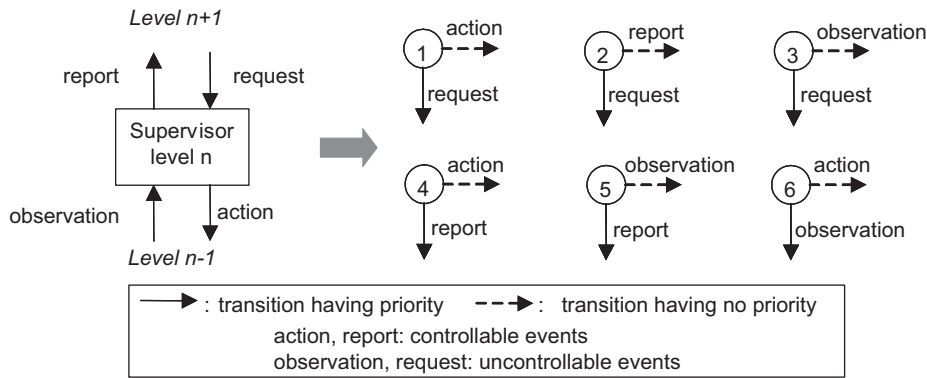 Level n+1
report
request
Supervisor
level n
observation
action
Level n-1
1
action
request
2
report
request
3
observation
request
4
action
report
5
observation
report
6
action
observation
: transition having priority
: transition having no priority
action, report: controllable events
observation, request: uncontrollable events